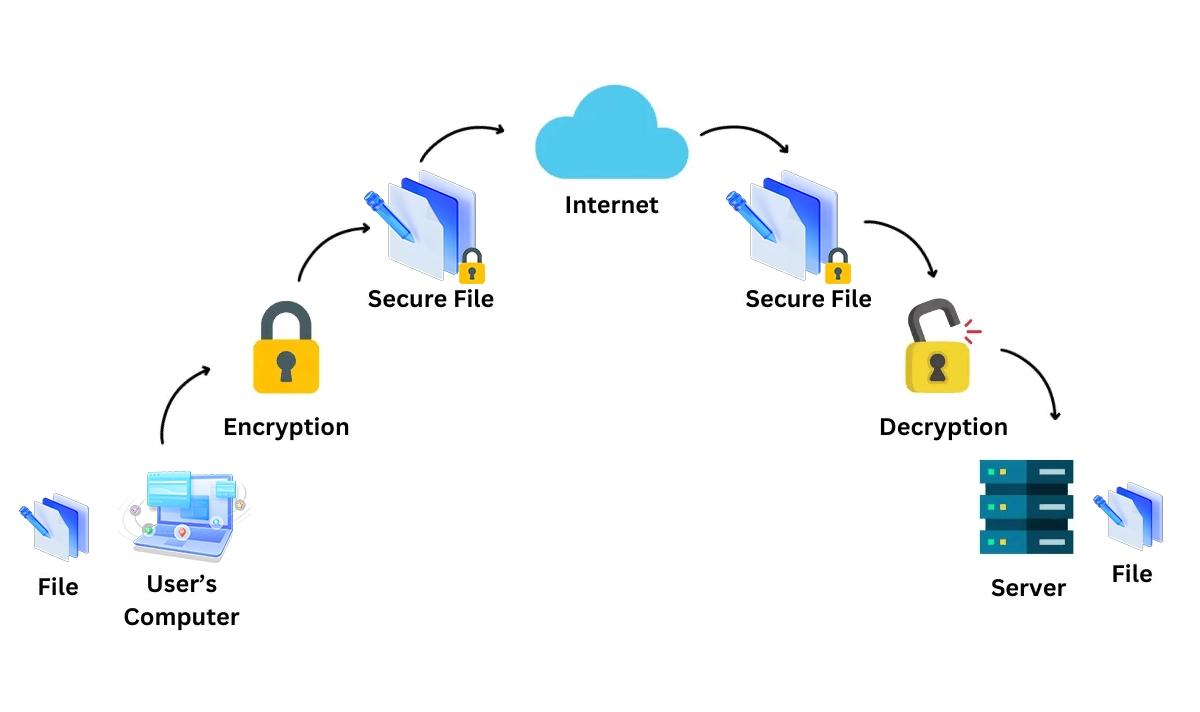 Internet
Secure File
Secure File
Encryption
Decryption
File
User’s
Computer
Server
File